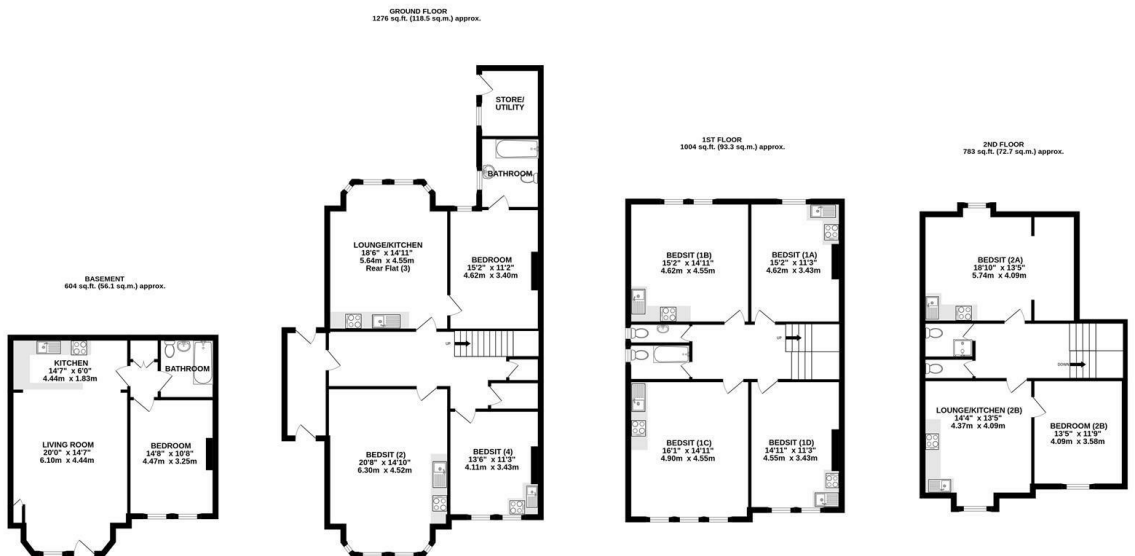 GROUND FLOOR
1276 sq.ft. (118.5 sq.m.) approx.
STORE/
UTILITY
BATHROOM
LOUNGE/KITCHEN
18'6" x 14'11"
5.64m x 4.55m
Rear Flat (3)
BEDROOM
15'2" x 11'2"
4.62m x 3.40m
UP
BEDSIT (2)
20'8" x 14'10"
6.30m x 4.52m
BEDSIT (4)
13'6" x 11'3"
4.11m x 3.43m
BASEMENT
604 sq.ft. (56.1 sq.m.) approx.
KITCHEN
14'7" x 6'0"
4.44m x 1.83m
BATHROOM
LIVING ROOM
20'0" x 14'7"
6.10m x 4.44m
BEDROOM
14'8" x 10'8"
4.47m x 3.25m
1ST FLOOR
1004 sq.ft. (93.3 sq.m.) approx.
BEDSIT (1B)
15'2" x 14'11"
4.62m x 4.55m
BEDSIT (1A)
15'2" x 11'3"
4.62m x 3.43m
UP
BEDSIT (1C)
16'1" x 14'11"
4.90m x 4.55m
BEDSIT (1D)
14'11" x 11'3"
4.55m x 3.43m
2ND FLOOR
783 sq.ft. (72.7 sq.m.) approx.
BEDSIT (2A)
18'10" x 13'5"
5.74m x 4.09m
DOWN
LOUNGE/KITCHEN (2B)
14'4" x 13'5"
4.37m x 4.09m
BEDROOM (2B)
13'5" x 11'9"
4.09m x 3.58m